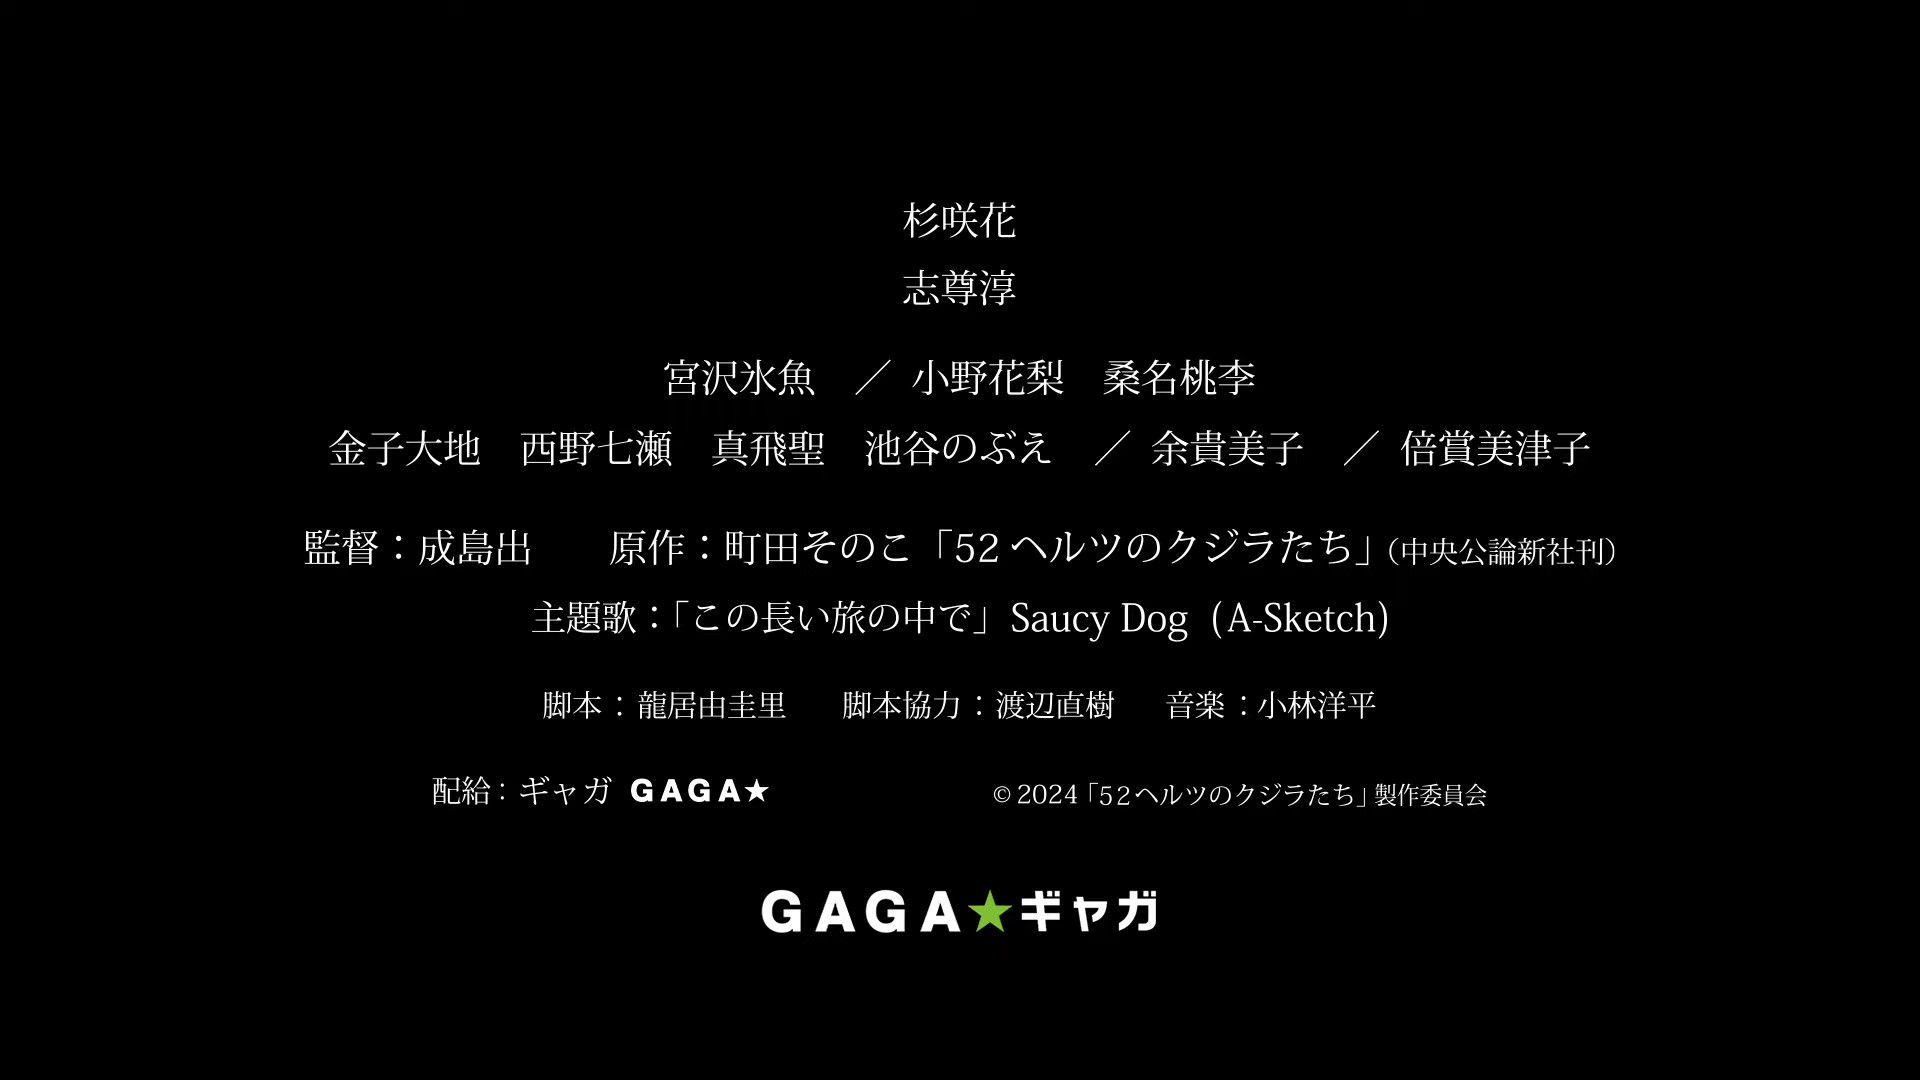 杉咲花
志尊淳
宮沢氷魚　／ 小野花梨　桑名桃李
金子大地　西野七瀬　真飛聖　池谷のぶえ　／ 余貴美子　／ 倍賞美津子
監督：成島出　　原作：町田そのこ「52ヘルツのクジラたち」（中央公論新社刊）
主題歌：「この長い旅の中で」Saucy Dog（A-Sketch）
脚本：龍居由圭里　脚本協力：渡辺直樹　音楽：小林洋平
配給：ギャガ GAGA★　© 2024「52ヘルツのクジラたち」製作委員会
GAGA★ギャガ